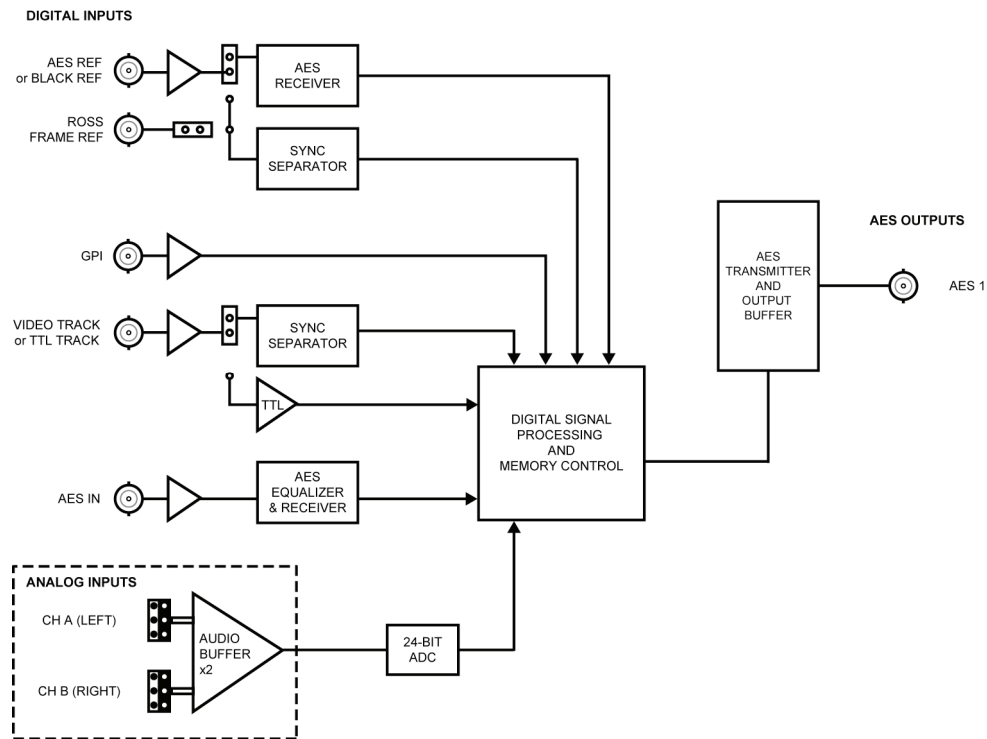 DIGITAL INPUTS
AES REF
or BLACK REF
AES
RECEIVER
ROSS
FRAME REF
SYNC
SEPARATOR
GPI
VIDEO TRACK
or TTL TRACK
SYNC
SEPARATOR
TTL
AES IN
AES
EQUALIZER
& RECEIVER
DIGITAL SIGNAL
PROCESSING
AND
MEMORY CONTROL
AES
TRANSMITTER
AND
OUTPUT
BUFFER
AES OUTPUTS
AES 1
ANALOG INPUTS
CH A (LEFT)
CH B (RIGHT)
AUDIO
BUFFER
x2
24-BIT
ADC